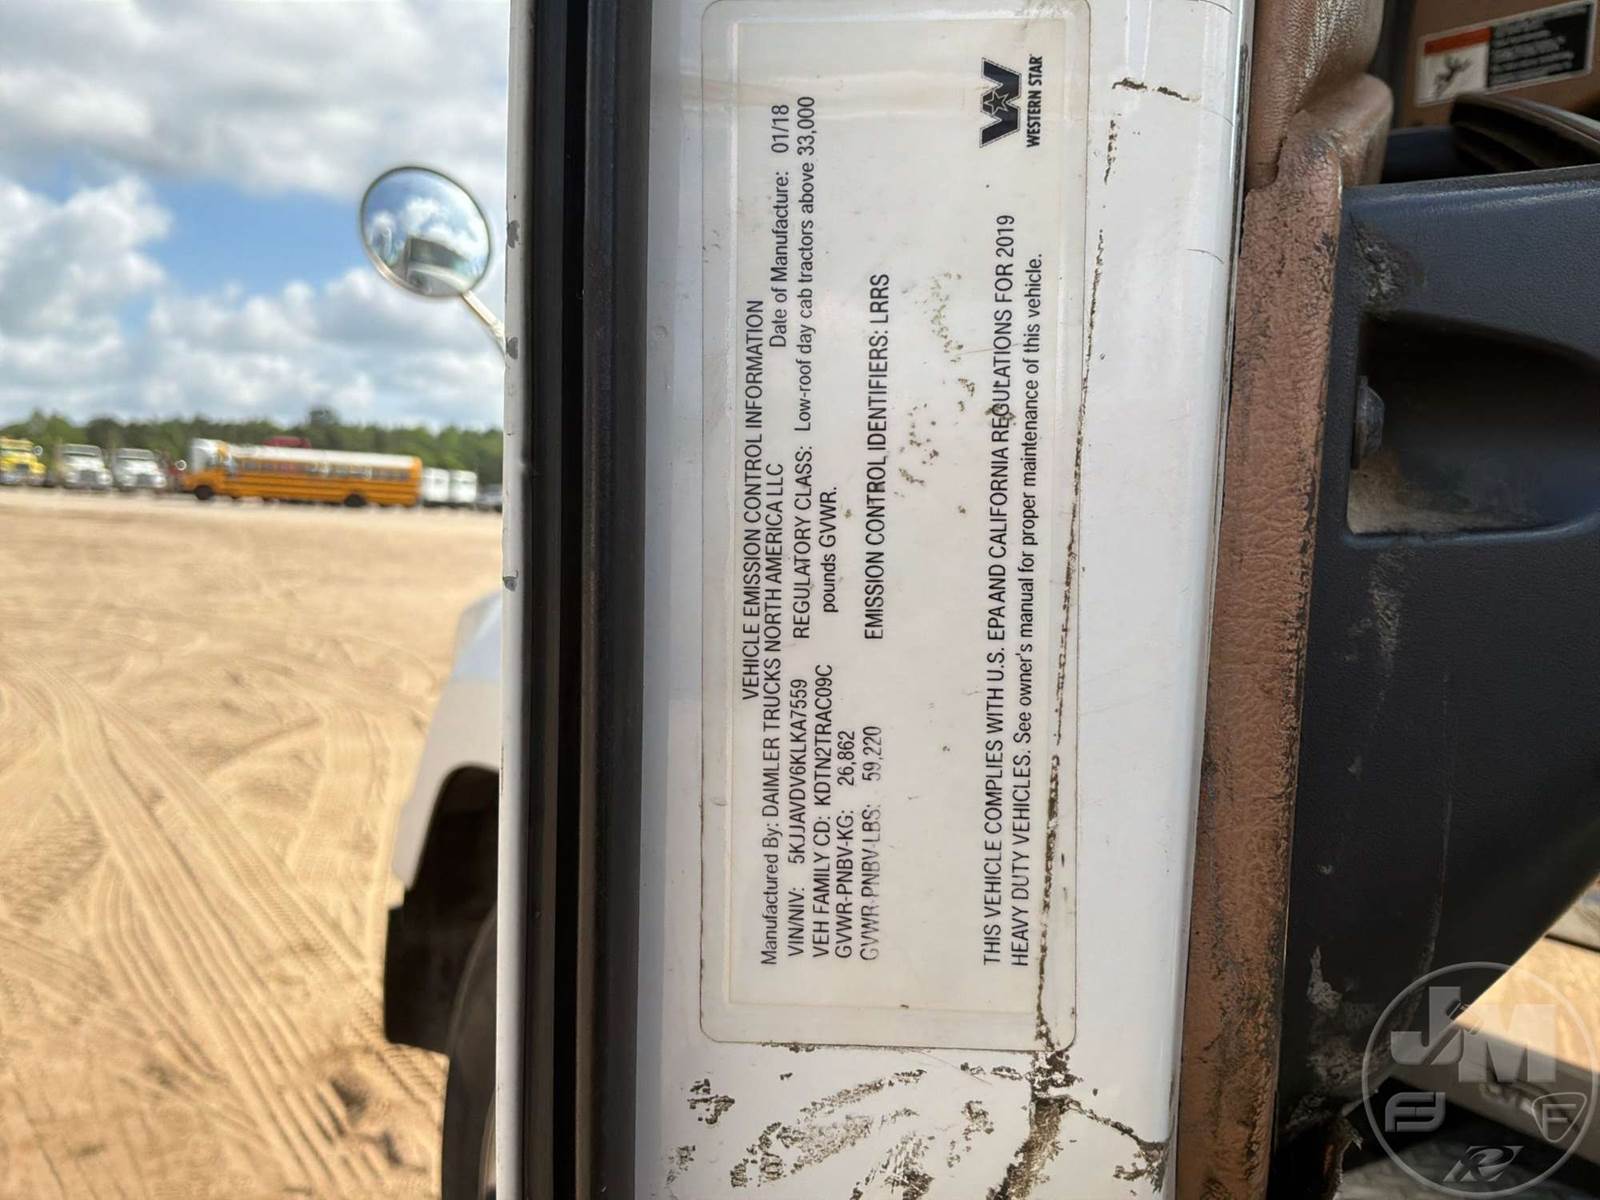 VEHICLE EMISSION CONTROL INFORMATION
Manufactured By: DAIMLER TRUCKS NORTH AMERICA LLC
Date of Manufacture: 01/18
VIN/NIV: 5KJJAVDV6KLKA7559
REGULATORY CLASS: Low-roof day cab tractors above 33,000
pounds GVWR.
VEH FAMILY CD: KDTN2TRAC09C
GVWR-PNBV-KG: 26,862
GVWR-PNBV-LBS: 59,220
EMISSION CONTROL IDENTIFIERS: LRRS
THIS VEHICLE COMPLIES WITH U.S. EPA AND CALIFORNIA REGULATIONS FOR 2019
HEAVY DUTY VEHICLES. See owner's manual for proper maintenance of this vehicle.
WESTERN STAR
JM